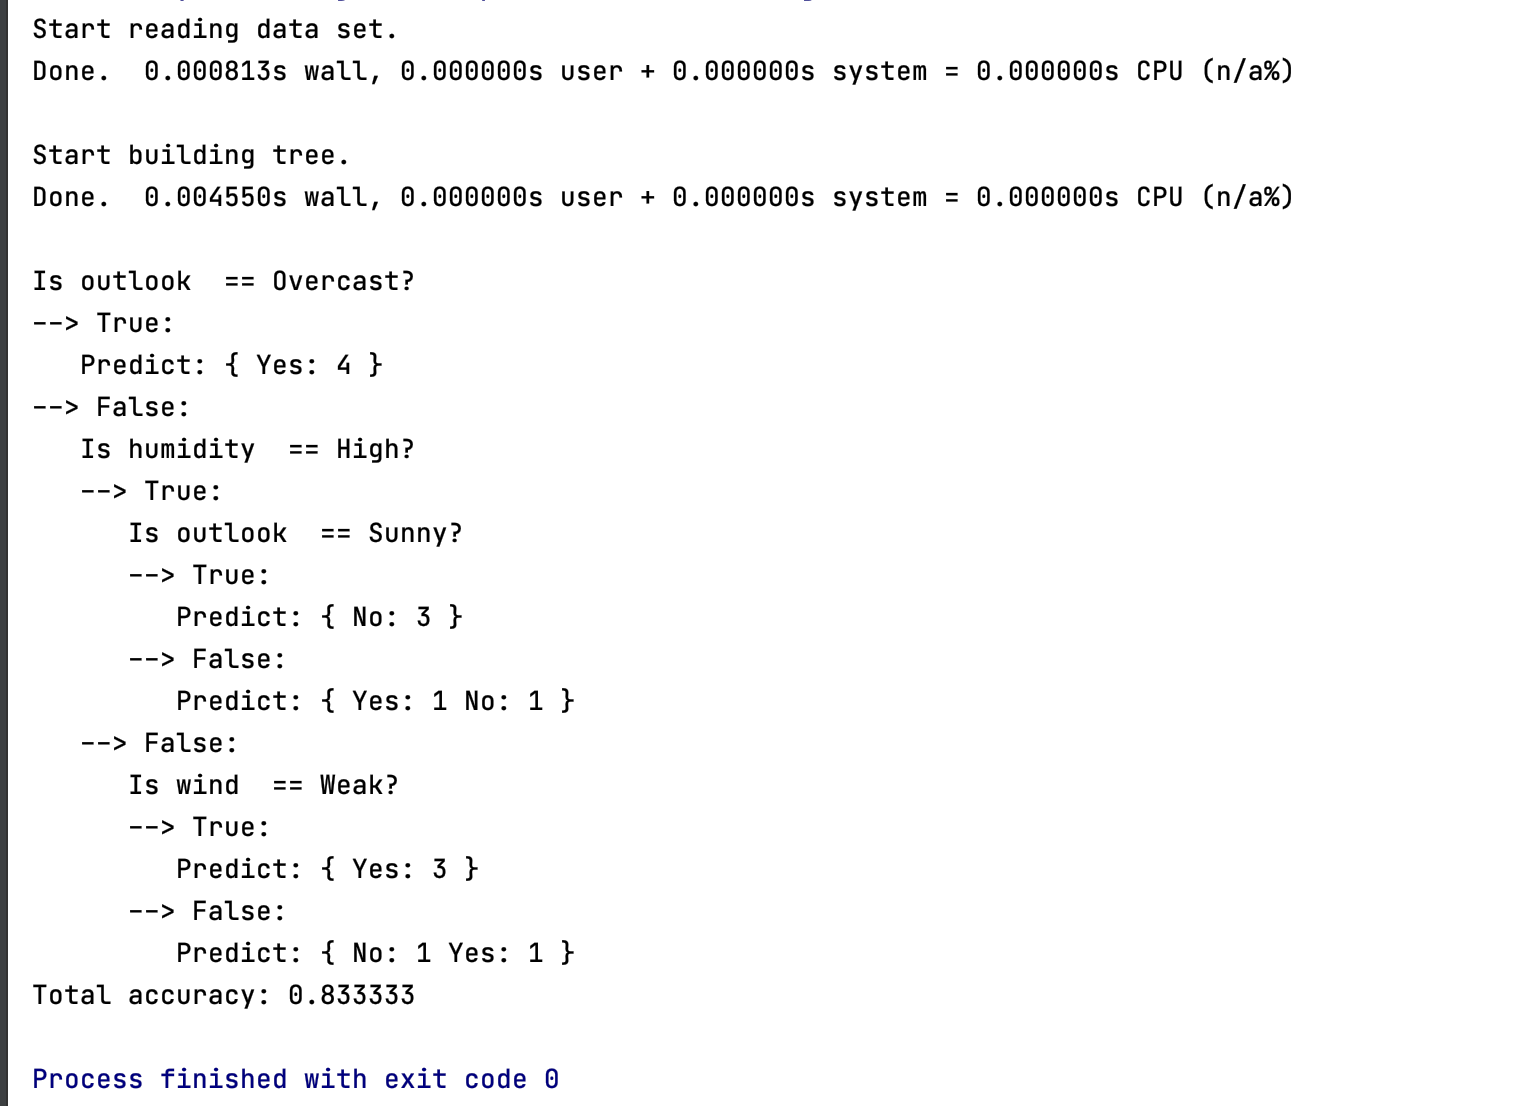 Start reading data set.
Done.  0.000813s wall, 0.000000s user + 0.000000s system = 0.000000s CPU (n/a%)

Start building tree.
Done.  0.004550s wall, 0.000000s user + 0.000000s system = 0.000000s CPU (n/a%)

Is outlook  == Overcast?
--> True:
   Predict: { Yes: 4 }
--> False:
   Is humidity  == High?
   --> True:
      Is outlook  == Sunny?
      --> True:
         Predict: { No: 3 }
      --> False:
         Predict: { Yes: 1 No: 1 }
   --> False:
      Is wind  == Weak?
      --> True:
         Predict: { Yes: 3 }
      --> False:
         Predict: { No: 1 Yes: 1 }
Total accuracy: 0.833333

Process finished with exit code 0